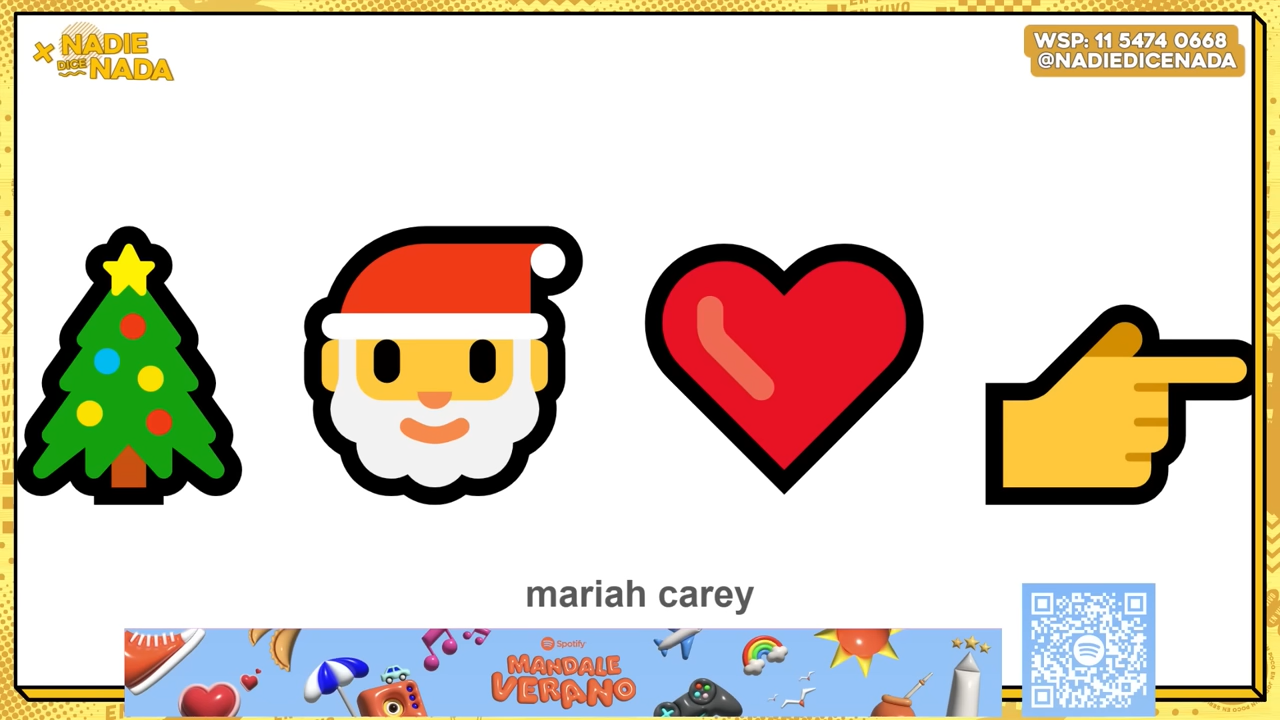 NADIE
DICE
NADA
WSP: 11 5474 0668
@NADIEDICENADA
mariah carey
Spotify
MANDALE
VERANO